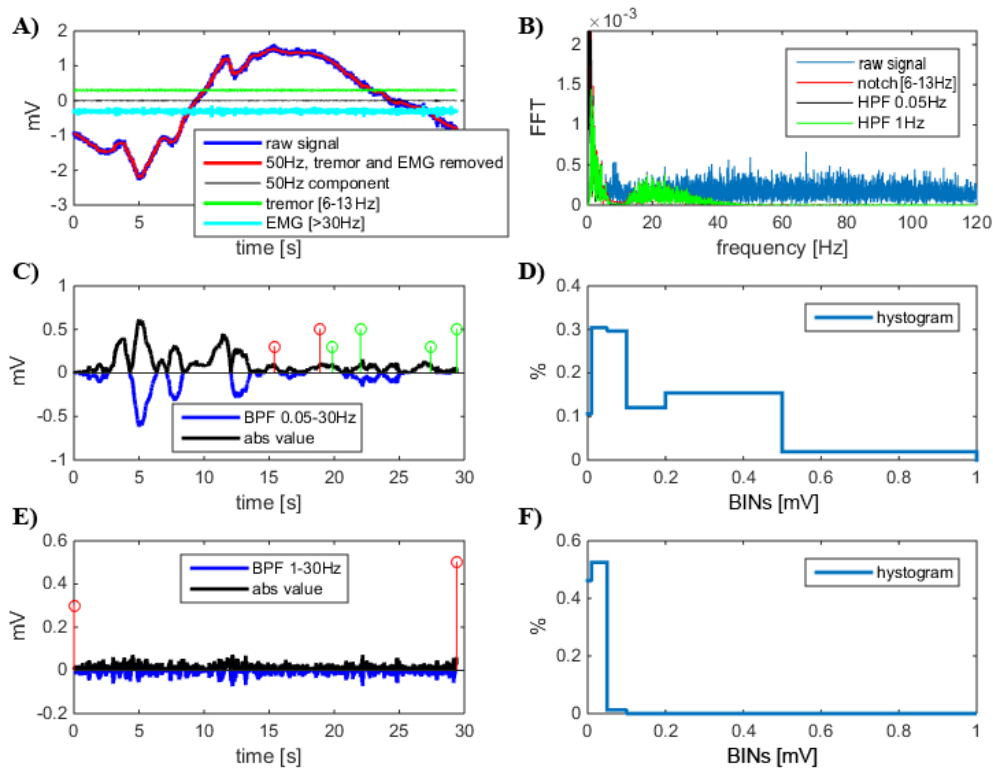 A)
2
1
0
-1
-2
-3
mV
5
25
30
time [s]
raw signal
50Hz, tremor and EMG removed
50Hz component
tremor [6-13 Hz]
EMG [>30Hz]
B)
×10-3
2
1.5
1
0.5
0
FFT
0 20 40 60 80 100 120
frequency [Hz]
raw signal
notch [6-13Hz]
HPF 0.05Hz
HPF 1Hz
C)
1
0.5
0
-0.5
-1
mV
0 5 10 15 20 25 30
time [s]
BPF 0.05-30Hz
abs value
D)
0.4
0.3
0.2
0.1
0
%
0 0.2 0.4 0.6 0.8 1
BINs [mV]
hystogram
E)
0.6
0.4
0.2
0
-0.2
mV
0 5 10 15 20 25 30
time [s]
BPF 1-30Hz
abs value
F)
0.6
0.4
0.2
0
%
0 0.2 0.4 0.6 0.8 1
BINs [mV]
hystogram